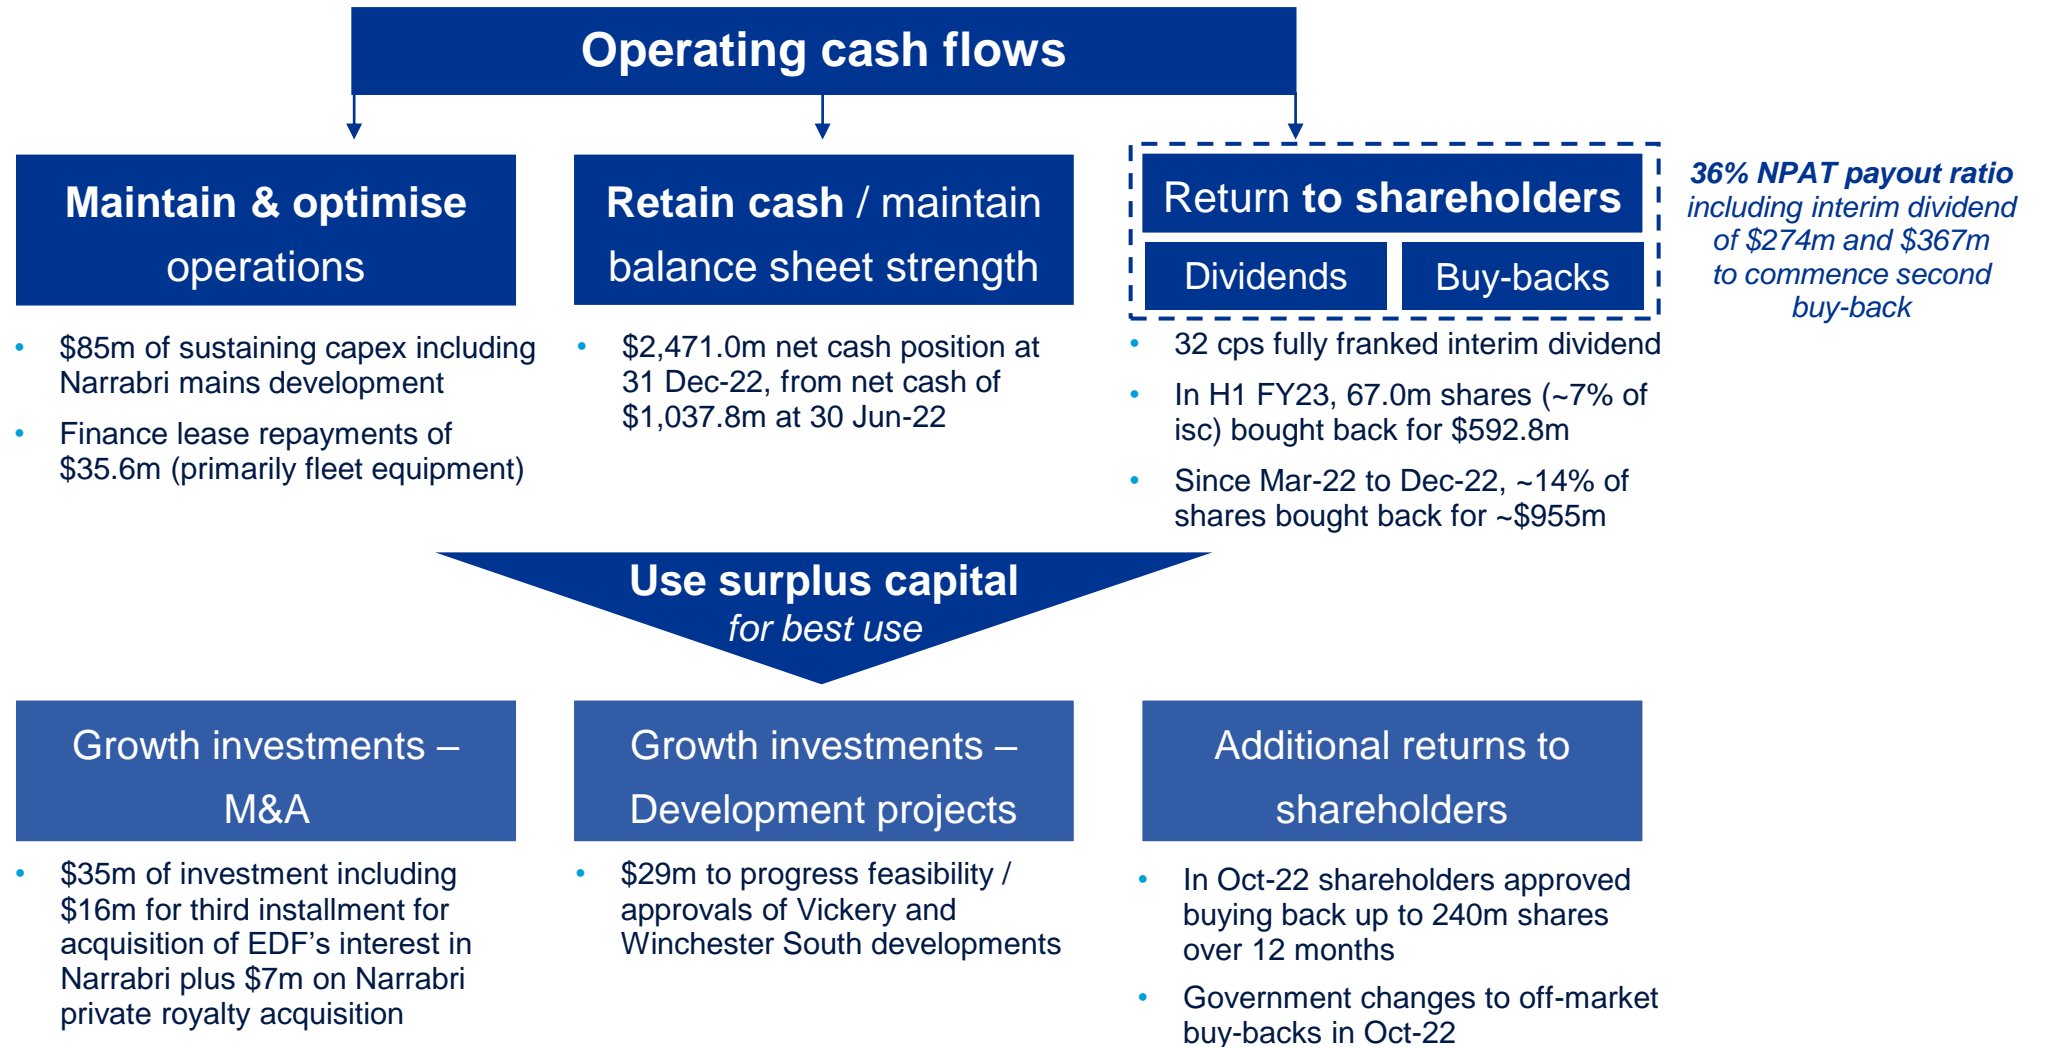 Operating cash flows
Maintain & optimise
operations
• $85m of sustaining capex including
Narrabri mains development
• Finance lease repayments of
$35.6m (primarily fleet equipment)
Retain cash / maintain
balance sheet strength
• $2,471.0m net cash position at
31 Dec-22, from net cash of
$1,037.8m at 30 Jun-22
Return to shareholders
Dividends
Buy-backs
36% NPAT payout ratio
including interim dividend
of $274m and $367m
to commence second
buy-back
• 32 cps fully franked interim dividend
• In H1 FY23, 67.0m shares (~7% of
isc) bought back for $592.8m
• Since Mar-22 to Dec-22, ~14% of
shares bought back for ~$955m
Use surplus capital
for best use
Growth investments –
M&A
• $35m of investment including
$16m for third installment for
acquisition of EDF's interest in
Narrabri plus $7m on Narrabri
private royalty acquisition
Growth investments –
Development projects
• $29m to progress feasibility /
approvals of Vickery and
Winchester South developments
Additional returns to
shareholders
• In Oct-22 shareholders approved
buying back up to 240m shares
over 12 months
• Government changes to off-market
buy-backs in Oct-22